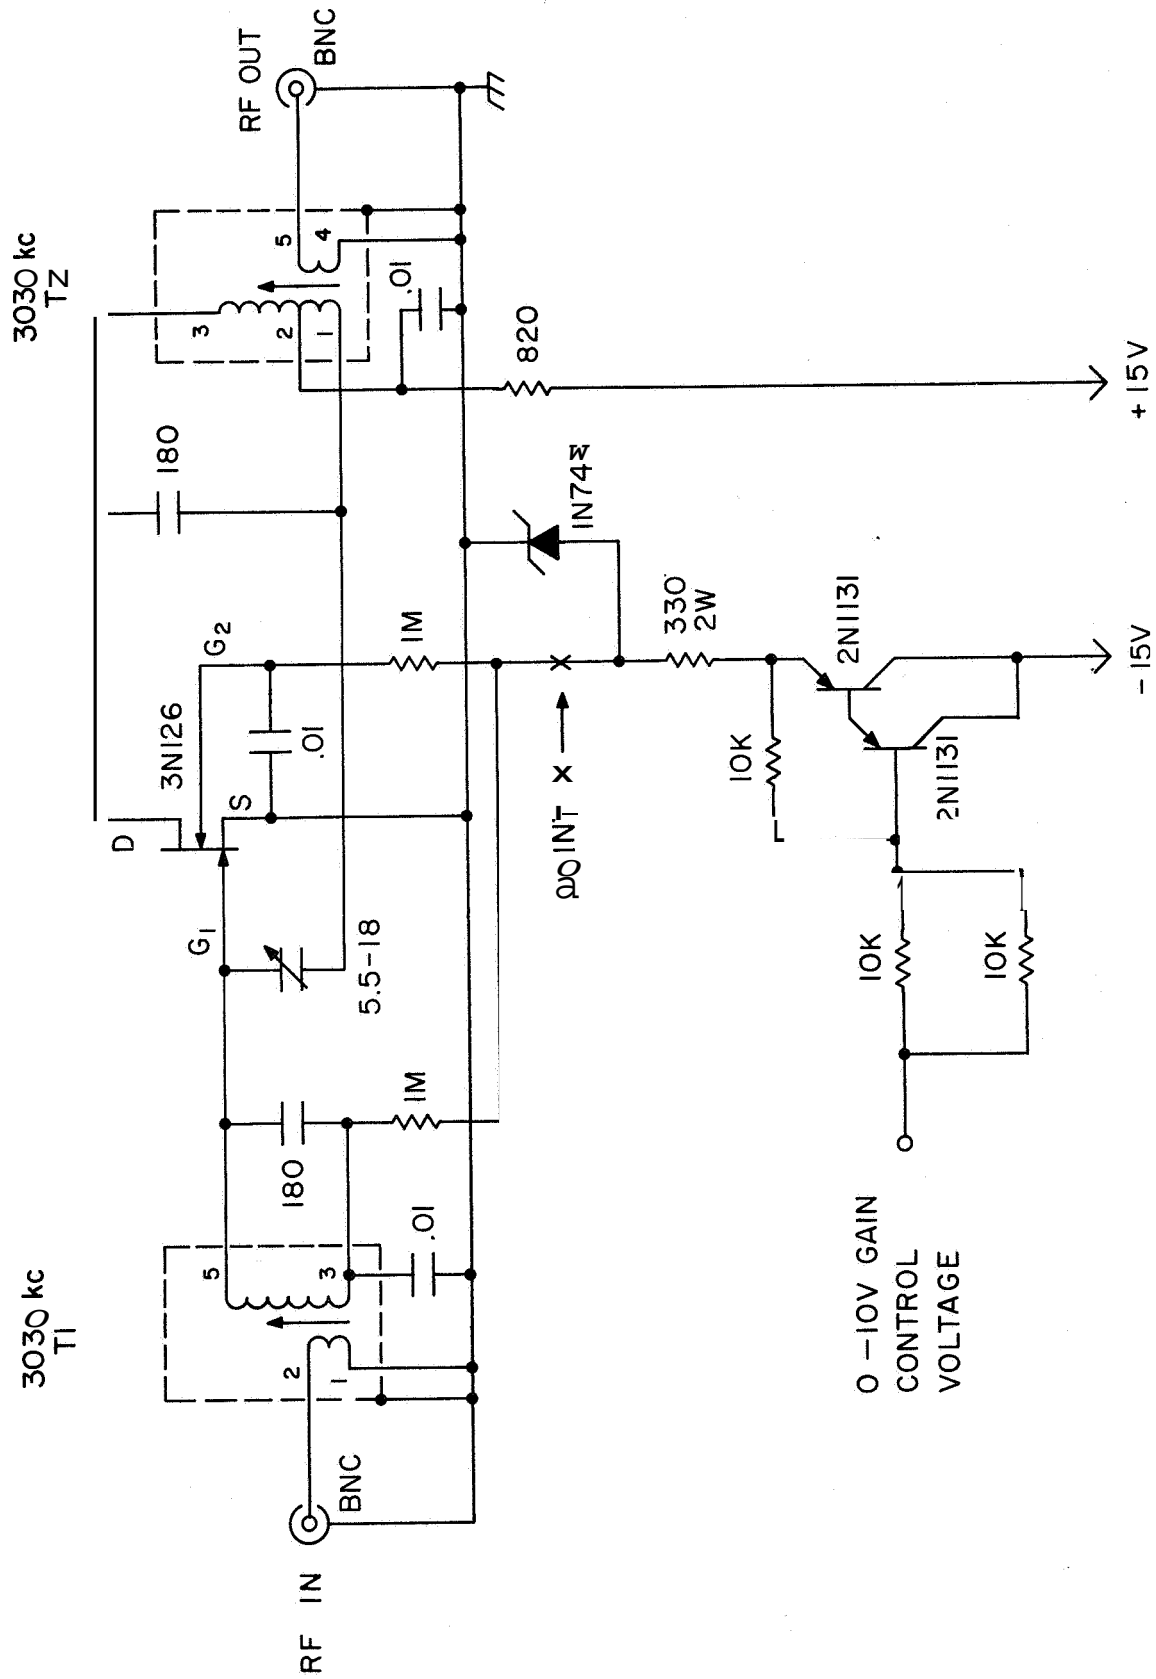 3030 kc
T1
3030 kc
TZ
D
3N126
180
RF OUT
BNC
G1
S
G2
5
3
3
2
1
5
4
180
.01
.01
.01
RF IN
BNC
2
1
5.5-18
1M
1M
820
POINT X
1N74W
330
2W
10K
2N1131
2N1131
10K
10K
0 -10V GAIN
CONTROL
VOLTAGE
-15V
+15V